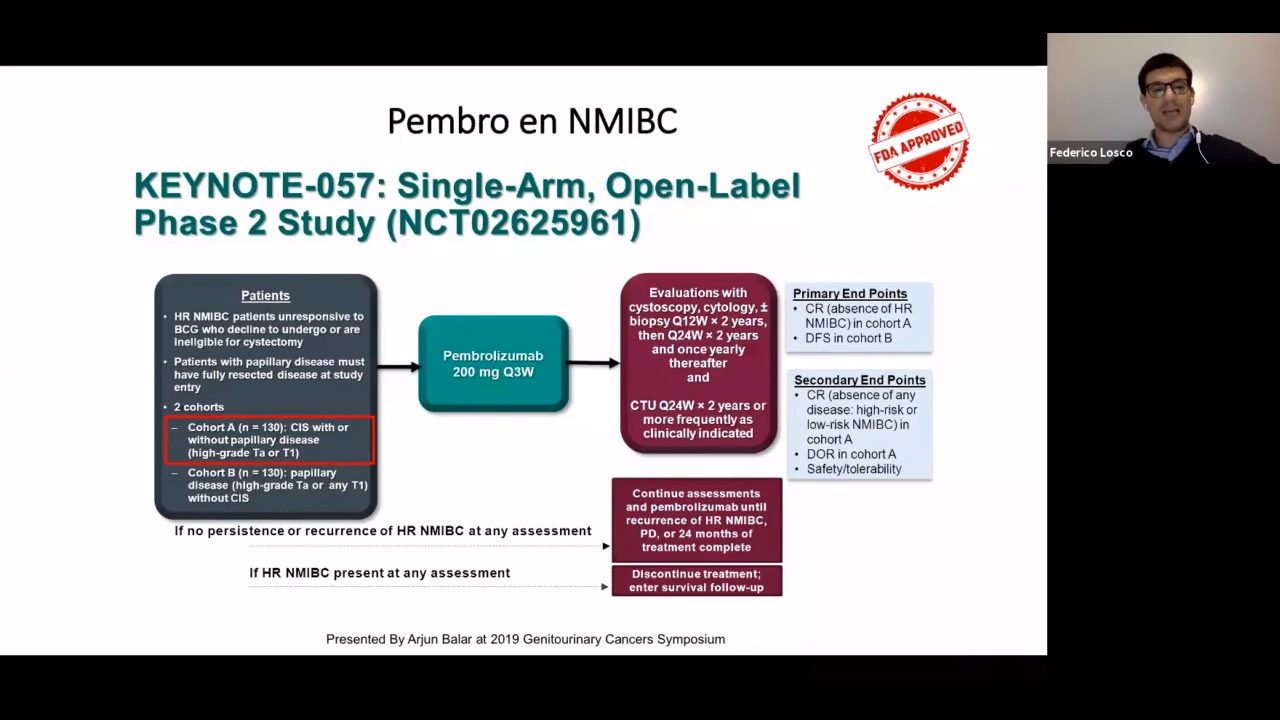 Pembro en NMIBC
FDA APPROVED
Federico Losco
KEYNOTE-057: Single-Arm, Open-Label
Phase 2 Study (NCT02625961)
Patients
• HR NMIBC patients unresponsive to
BCG who decline to undergo or are
Ineligible for cystectomy
• Patients with papillary disease must
have fully resected disease at study
entry
• 2 cohorts
– Cohort A (n = 130): CIS with or
without papillary disease
(high-grade Ta or T1)
– Cohort B (n = 130): papillary
disease (high-grade Ta or any T1)
without CIS
Pembrolizumab
200 mg Q3W
Evaluations with
cystoscopy, cytology, ±
biopsy Q12W × 2 years,
then Q24W × 2 years
and once yearly
thereafter
and
CTU Q24W × 2 years or
more frequently as
clinically indicated
Primary End Points
• CR (absence of HR
NMIBC) in cohort A
• DFS in cohort B
Secondary End Points
• CR (absence of any
disease: high-risk or
low-risk NMIBC) in
cohort A
• DOR in cohort A
• Safety/tolerability
If no persistence or recurrence of HR NMIBC at any assessment
Continue assessments
and pembrolizumab until
recurrence of HR NMIBC,
PD, or 24 months of
treatment complete
If HR NMIBC present at any assessment
Discontinue treatment;
enter survival follow-up
Presented By Arjun Balar at 2019 Genitourinary Cancers Symposium